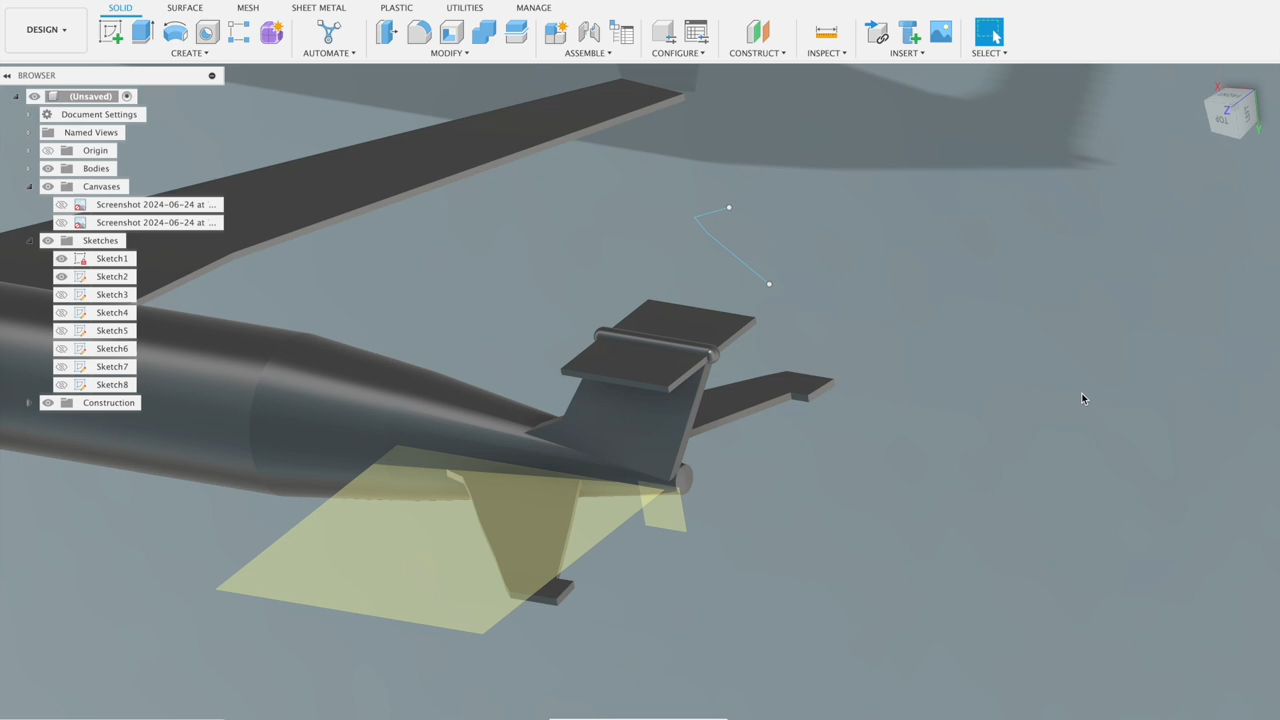 SOLID SURFACE MESH SHEET METAL PLASTIC UTILITIES MANAGE
DESIGN
CREATE AUTOMATE MODIFY ASSEMBLE CONFIGURE CONSTRUCT INSPECT INSERT SELECT
BROWSER
(Unsaved)
Document Settings
Named Views
Origin
Bodies
Canvases
Screenshot 2024-06-24 at ...
Screenshot 2024-06-24 at ...
Sketches
Sketch1
Sketch2
Sketch3
Sketch4
Sketch5
Sketch6
Sketch7
Sketch8
Construction
X
Z
TOP
Y